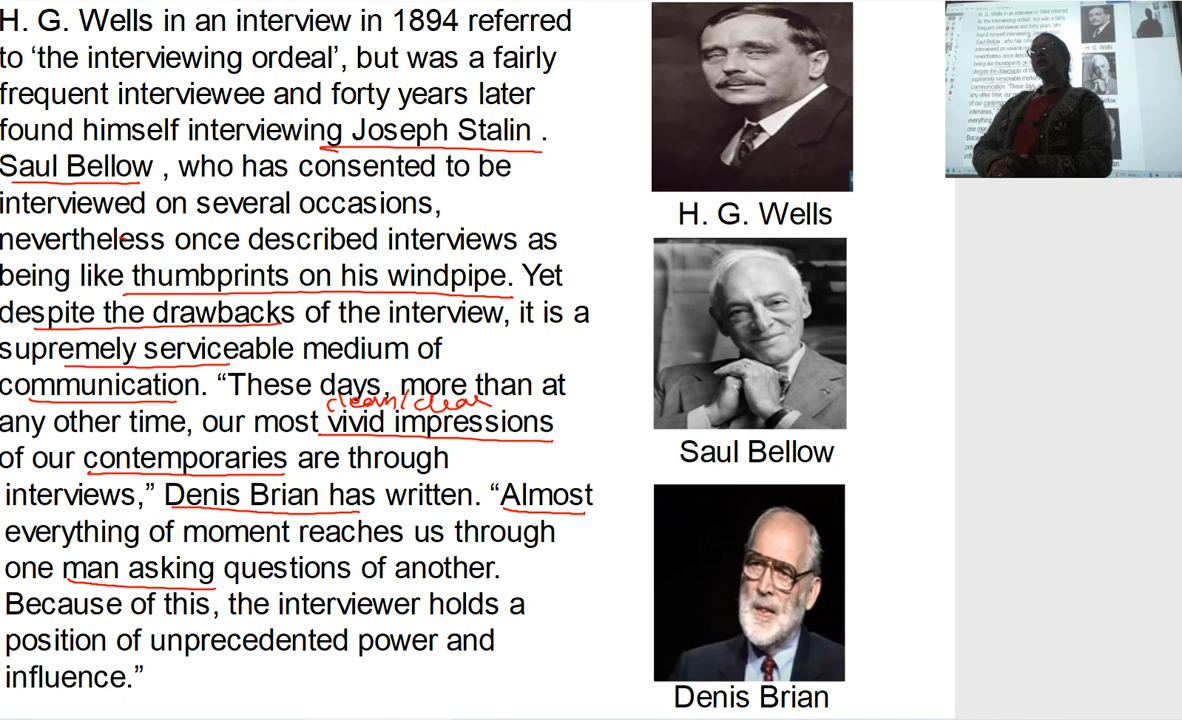 H. G. Wells in an interview in 1894 referred
to ‘the interviewing ordeal’, but was a fairly
frequent interviewee and forty years later
found himself interviewing Joseph Stalin .
Saul Bellow , who has consented to be
interviewed on several occasions,
nevertheless once described interviews as
being like thumbprints on his windpipe. Yet
despite the drawbacks of the interview, it is a
supremely serviceable medium of
communication. “These days, more than at
clean/clear
any other time, our most vivid impressions
of our contemporaries are through
interviews,” Denis Brian has written. “Almost
everything of moment reaches us through
one man asking questions of another.
Because of this, the interviewer holds a
position of unprecedented power and
influence.”
H. G. Wells
Saul Bellow
Denis Brian